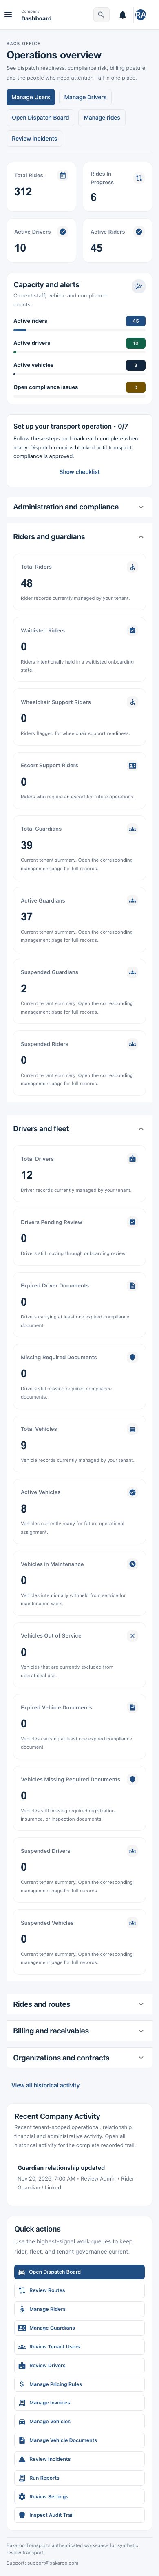 Company
Dashboard
RA
BACK OFFICE
Operations overview
See dispatch readiness, compliance risk, billing posture,
and the people who need attention—all in one place.
Manage Users
Manage Drivers
Open Dispatch Board
Manage rides
Review incidents
Total Rides
312
Rides In
Progress
6
Active Drivers
10
Active Riders
45
Capacity and alerts
Current staff, vehicle and compliance
counts.
Active riders
45
Active drivers
10
Active vehicles
8
Open compliance issues
0
Set up your transport operation • 0/7
Follow these steps and mark each complete when
ready. Dispatch remains blocked until transport
compliance is approved.
Show checklist
Administration and compliance
Riders and guardians
Total Riders
48
Rider records currently managed by your tenant.
Waitlisted Riders
0
Riders intentionally held in a waitlisted onboarding
state.
Wheelchair Support Riders
0
Riders flagged for wheelchair support readiness.
Escort Support Riders
0
Riders who require an escort for future operations.
Total Guardians
39
Current tenant summary. Open the corresponding
management page for full records.
Active Guardians
37
Current tenant summary. Open the corresponding
management page for full records.
Suspended Guardians
2
Current tenant summary. Open the corresponding
management page for full records.
Suspended Riders
0
Current tenant summary. Open the corresponding
management page for full records.
Drivers and fleet
Total Drivers
12
Driver records currently managed by your tenant.
Drivers Pending Review
0
Drivers still moving through onboarding review.
Expired Driver Documents
0
Drivers carrying at least one expired compliance
document.
Missing Required Documents
0
Drivers still missing required compliance
documents.
Total Vehicles
9
Vehicle records currently managed by your tenant.
Active Vehicles
8
Vehicles currently ready for future operational
assignment.
Vehicles in Maintenance
0
Vehicles intentionally withheld from service for
maintenance work.
Vehicles Out of Service
0
Vehicles that are currently excluded from
operational use.
Expired Vehicle Documents
0
Vehicles carrying at least one expired compliance
document.
Vehicles Missing Required Documents
0
Vehicles still missing required registration,
insurance, or inspection documents.
Suspended Drivers
0
Current tenant summary. Open the corresponding
management page for full records.
Suspended Vehicles
0
Current tenant summary. Open the corresponding
management page for full records.
Rides and routes
Billing and receivables
Organizations and contracts
View all historical activity
Recent Company Activity
Recent tenant-scoped operational, relationship,
financial and administrative activity. Open all
historical activity for the complete recorded trail.
Guardian relationship updated
Nov 20, 2026, 7:00 AM · Review Admin · Rider
Guardian / Linked
Quick actions
Use the highest-signal work queues to keep
rider, fleet, and tenant governance current.
Open Dispatch Board
Review Routes
Manage Riders
Manage Guardians
Review Tenant Users
Review Drivers
Manage Pricing Rules
Manage Invoices
Manage Vehicles
Manage Vehicle Documents
Review Incidents
Run Reports
Review Settings
Inspect Audit Trail
Bakaroo Transports authenticated workspace for synthetic
review transport.
Support: support@bakaroo.com